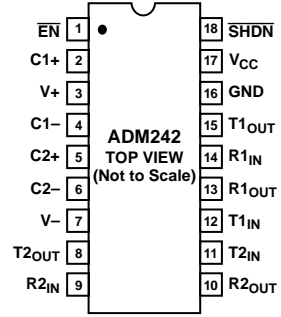 EN 1 18 SHDN
C1+ 2 17 VCC
V+ 3 16 GND
C1– 4 15 T1OUT
ADM242
C2+ 5 TOP VIEW 14 R1IN
(Not to Scale)
C2– 6 13 R1OUT
V– 7 12 T1IN
T2OUT 8 11 T2IN
R2IN 9 10 R2OUT